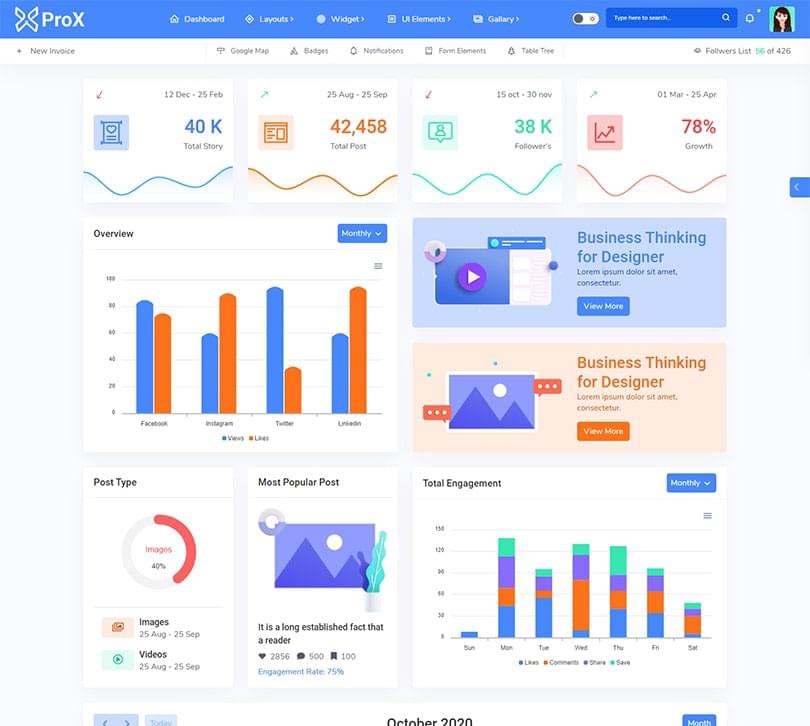 ProX
Dashboard
Layouts
Widget
UI Elements
Gallary
Type here to search...
New Invoice
Google Map
Badges
Notifications
Form Elements
Table Tree
Follwers List 56 of 426
12 Dec - 25 Feb
40 K
Total Story
25 Aug - 25 Sep
42,458
Total Post
15 oct - 30 nov
38 K
Follower's
01 Mar - 25 Apr
78%
Growth
Overview
Monthly
100
80
60
40
20
0
Facebook
Instagram
Twitter
Linkedin
Views
Likes
Business Thinking
for Designer
Lorem ipsum dolor sit amet,
consectetur.
View More
Business Thinking
for Designer
Lorem ipsum dolor sit amet,
consectetur.
View More
Post Type
Images
40%
Images
25 Aug - 25 Sep
Videos
25 Aug - 25 Sep
Most Popular Post
It is a long established fact that
a reader
2856 500 100
Engagement Rate: 75%
Total Engagement
Monthly
150
120
90
60
30
0
Sun
Mon
Tue
Wed
Thu
Fri
Sat
Likes
Comments
Share
Save
Today
October 2020
Month